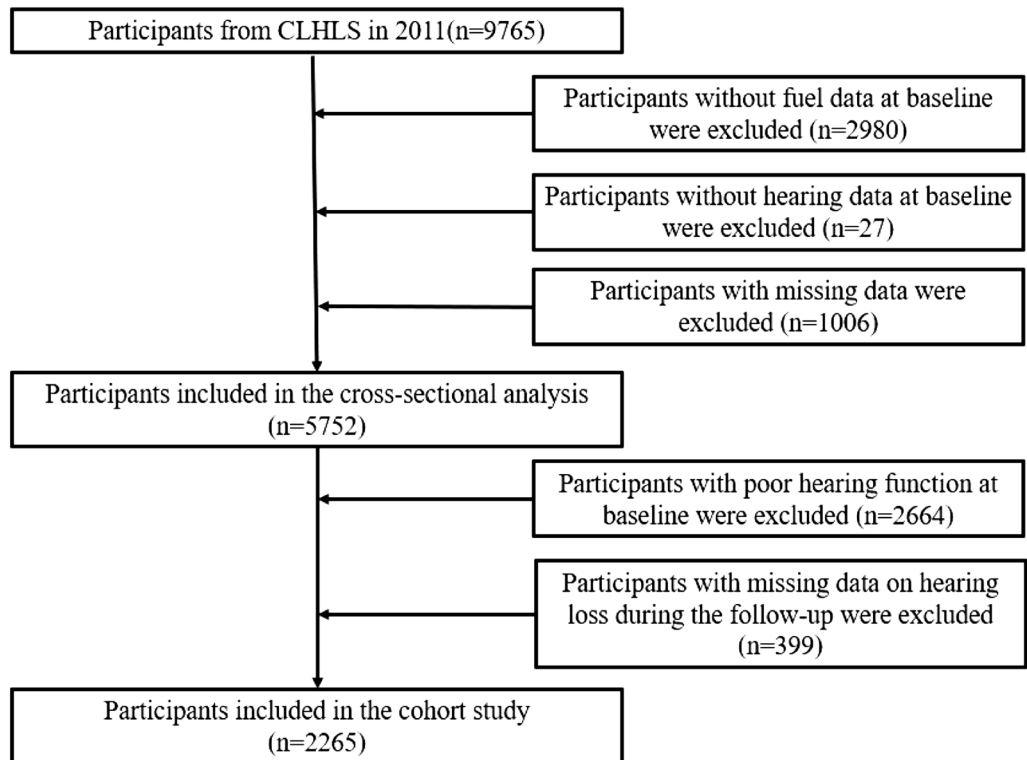 Participants from CLHLS in 2011(n=9765)
Participants without fuel data at baseline
were excluded (n=2980)
Participants without hearing data at baseline
were excluded (n=27)
Participants with missing data were
excluded (n=1006)
Participants included in the cross-sectional analysis
(n=5752)
Participants with poor hearing function at
baseline were excluded (n=2664)
Participants with missing data on hearing
loss during the follow-up were excluded
(n=399)
Participants included in the cohort study
(n=2265)